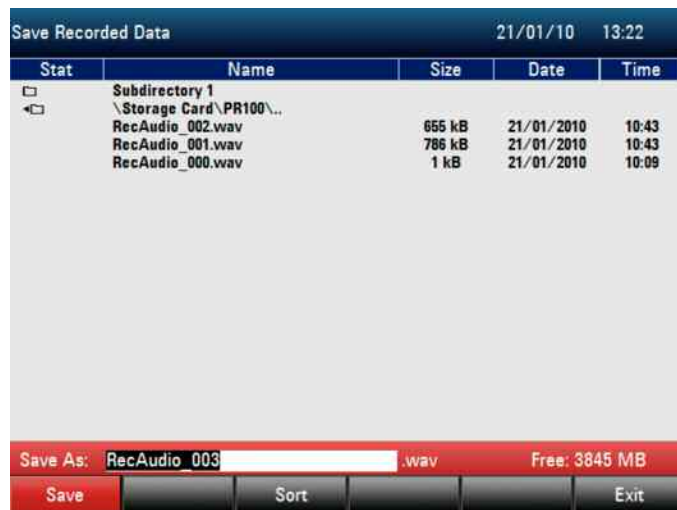 Save Recorded Data 21/01/10 13:22
Stat Name Size Date Time
Subdirectory 1
\Storage Card\PR100\...
RecAudio_002.wav 655 kB 21/01/2010 10:43
RecAudio_001.wav 786 kB 21/01/2010 10:43
RecAudio_000.wav 1 kB 21/01/2010 10:09
Save As: RecAudio_003 .wav Free: 3845 MB
Save Sort Exit